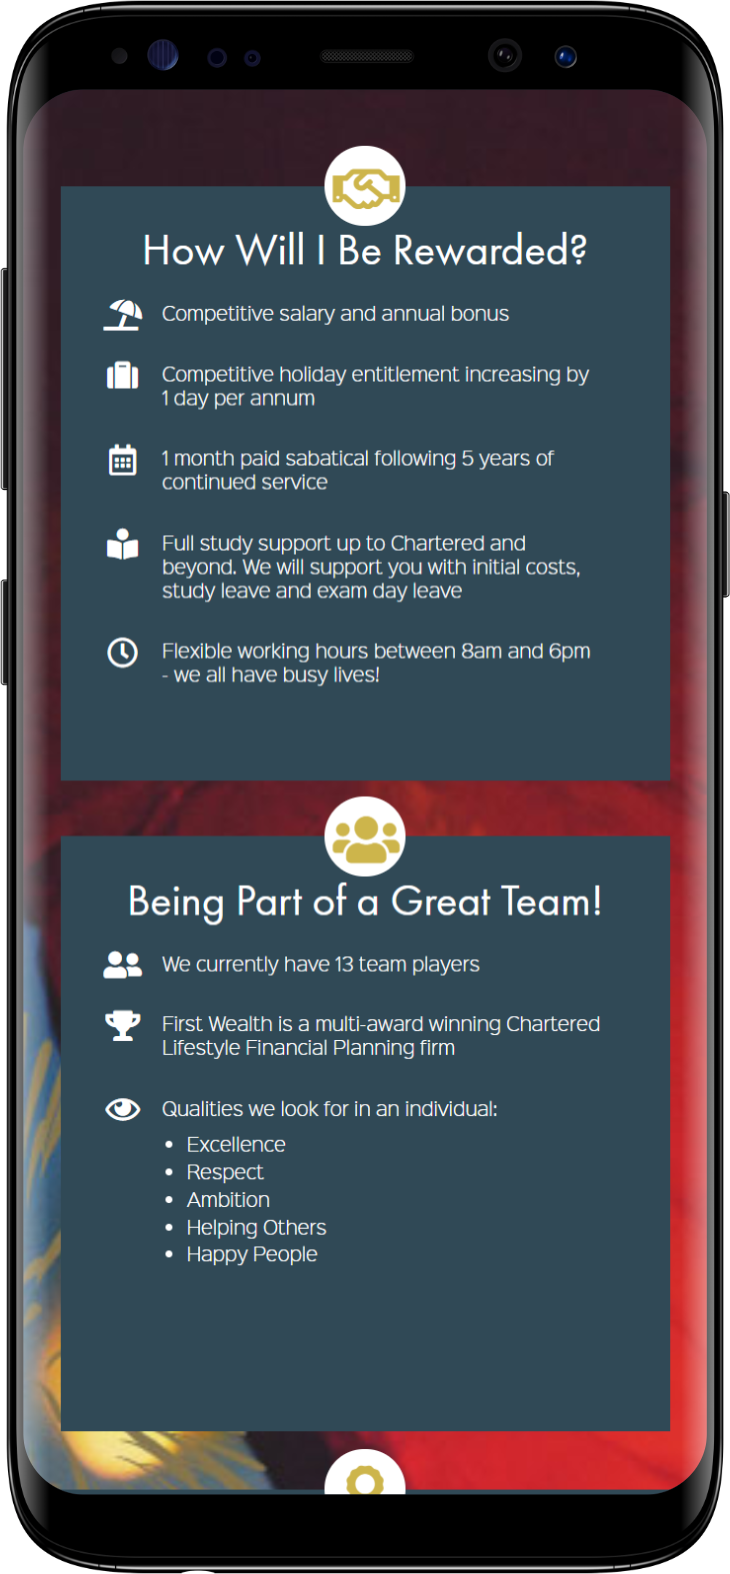 How Will I Be Rewarded?
Competitive salary and annual bonus
Competitive holiday entitlement increasing by
1 day per annum
1 month paid sabatical following 5 years of
continued service
Full study support up to Chartered and
beyond. We will support you with initial costs,
study leave and exam day leave
Flexible working hours between 8am and 6pm
- we all have busy lives!
Being Part of a Great Team!
We currently have 13 team players
First Wealth is a multi-award winning Chartered
Lifestyle Financial Planning firm
Qualities we look for in an individual:
• Excellence
• Respect
• Ambition
• Helping Others
• Happy People